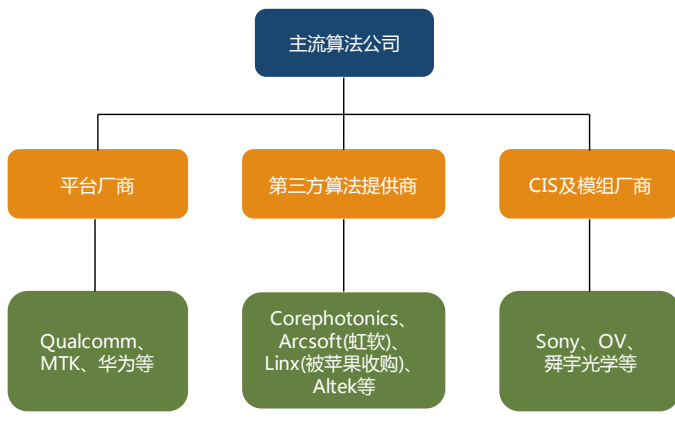 主流算法公司
平台厂商
第三方算法提供商
CIS及模组厂商
Qualcomm、
MTK、华为等
Corephotonics、
Arcsoft(虹软)、
Linx(被苹果收购)、
Altek等
Sony、OV、
舜宇光学等